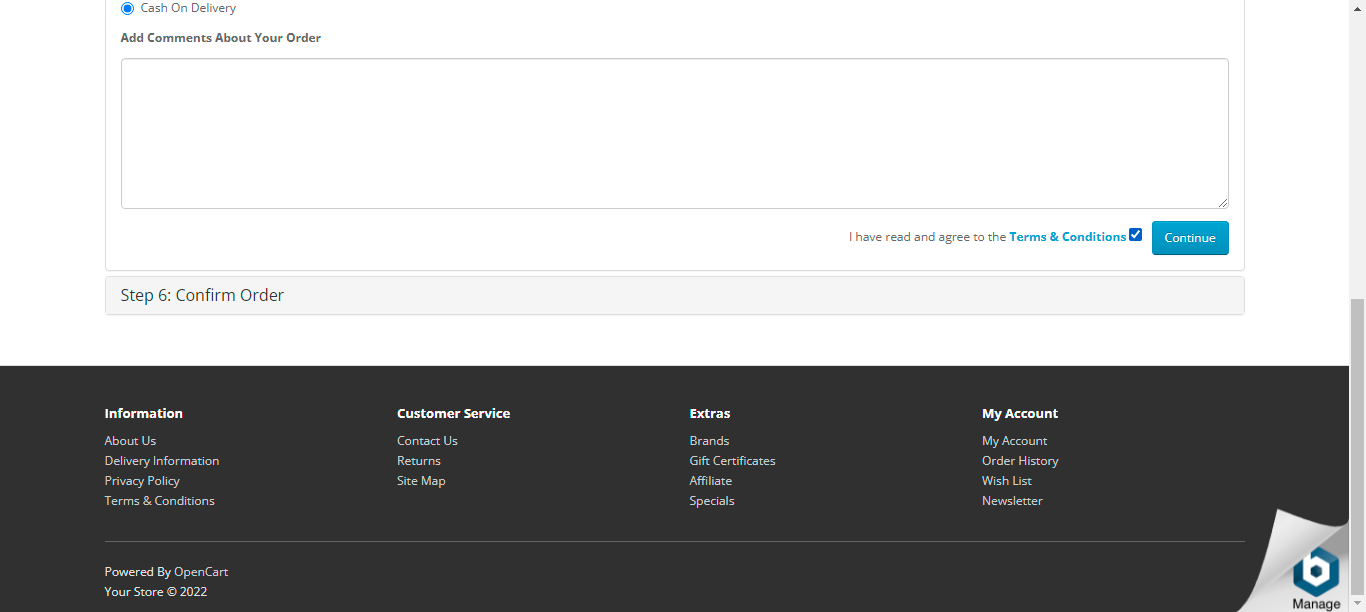 Cash On Delivery
Add Comments About Your Order
I have read and agree to the Terms & Conditions
Continue
Step 6: Confirm Order
Information
About Us
Delivery Information
Privacy Policy
Terms & Conditions
Customer Service
Contact Us
Returns
Site Map
Extras
Brands
Gift Certificates
Affiliate
Specials
My Account
My Account
Order History
Wish List
Newsletter
Powered By OpenCart
Your Store © 2022
Manage